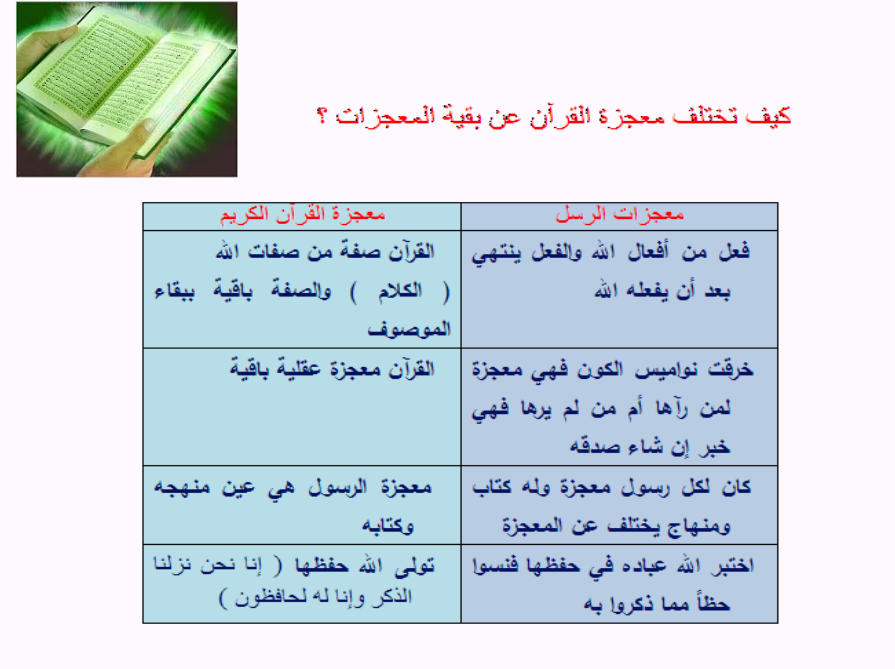 كيف تختلف معجزة القرآن عن بقية المعجزات ؟
معجزات الرسل
معجزة القرآن الكريم
فعل من أفعال الله والفعل ينتهي
بعد أن يفعله الله
القرآن صفة من صفات الله
( الكلام ) والصفة باقية ببقاء
الموصوف
خرقت نواميس الكون فهي معجزة
لمن رآها أم من لم يرها فهي
خبر إن شاء صدقه
القرآن معجزة عقلية باقية
كان لكل رسول معجزة وله كتاب
ومنهاج يختلف عن المعجزة
معجزة الرسول هي عين منهجه
وكتابه
اختبر الله عباده في حفظها فنسوا
حظاً مما ذكروا به
تولى الله حفظها ( إنا نحن نزلنا
الذكر وإنا له لحافظون )